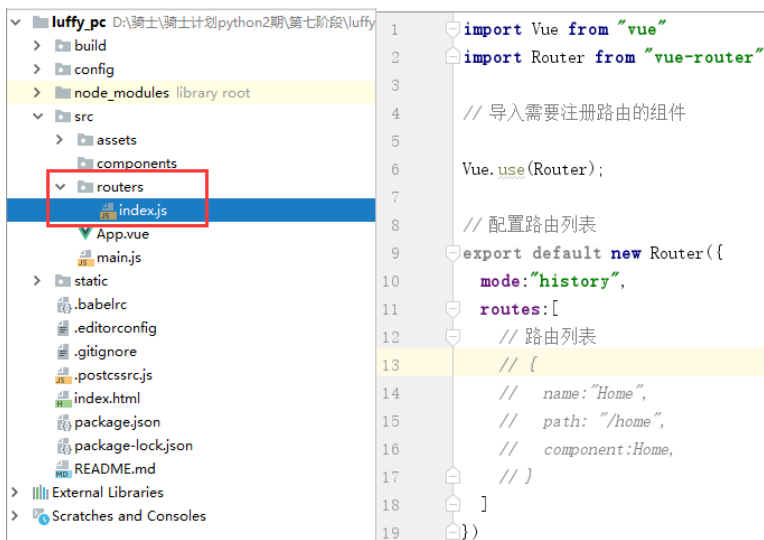 luffy_pc D:\骑士\骑士计划python2期\第七阶段\luffy
build
config
node_modules library root
src
assets
components
routers
index.js
App.vue
main.js
static
.babelrc
.editorconfig
.gitignore
.postcssrc.js
index.html
package.json
package-lock.json
README.md
External Libraries
Scratches and Consoles
1 import Vue from "vue"
2 import Router from "vue-router"
3
4 // 导入需要注册路由的组件
5
6 Vue.use(Router);
7
8 // 配置路由列表
9 export default new Router({
10 mode:"history",
11 routes:[
12 // 路由列表
13 // {
14 //   name:"Home",
15 //   path: "/home",
16 //   component:Home,
17 // }
18 ]
19 })